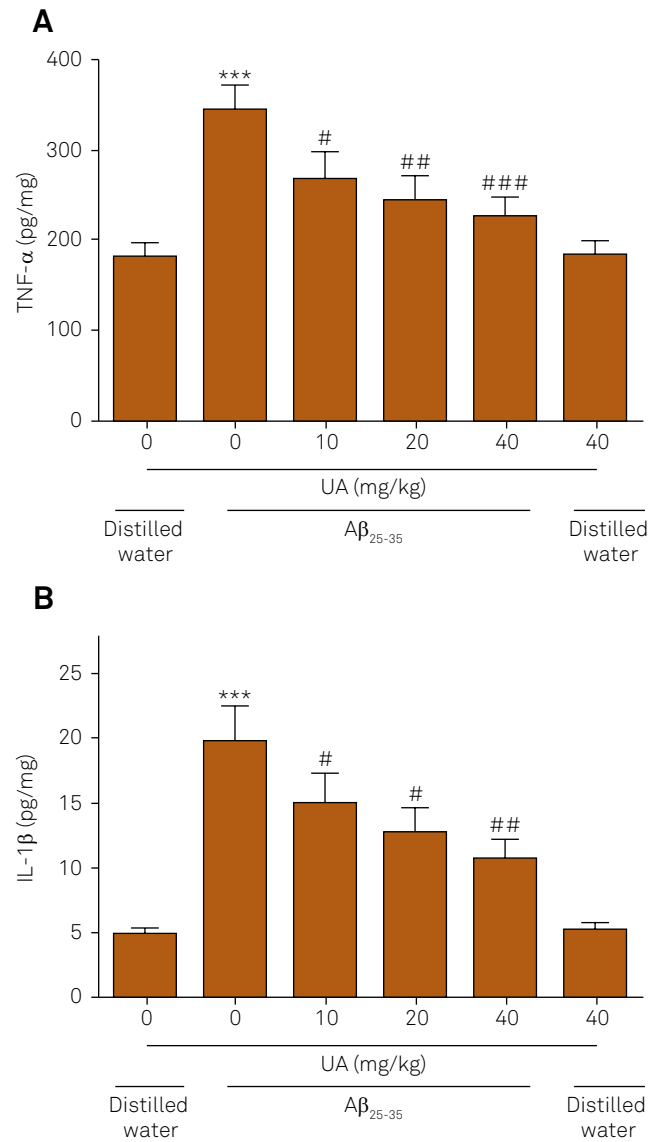 A
400
300
200
100
0
TNF-α (pg/mg)
***
#
##
###
0 0 10 20 40 40
UA (mg/kg)
Distilled
water
Aβ25-35
Distilled
water
B
25
20
15
10
5
0
IL-1β (pg/mg)
***
#
#
##
0 0 10 20 40 40
UA (mg/kg)
Distilled
water
Aβ25-35
Distilled
water